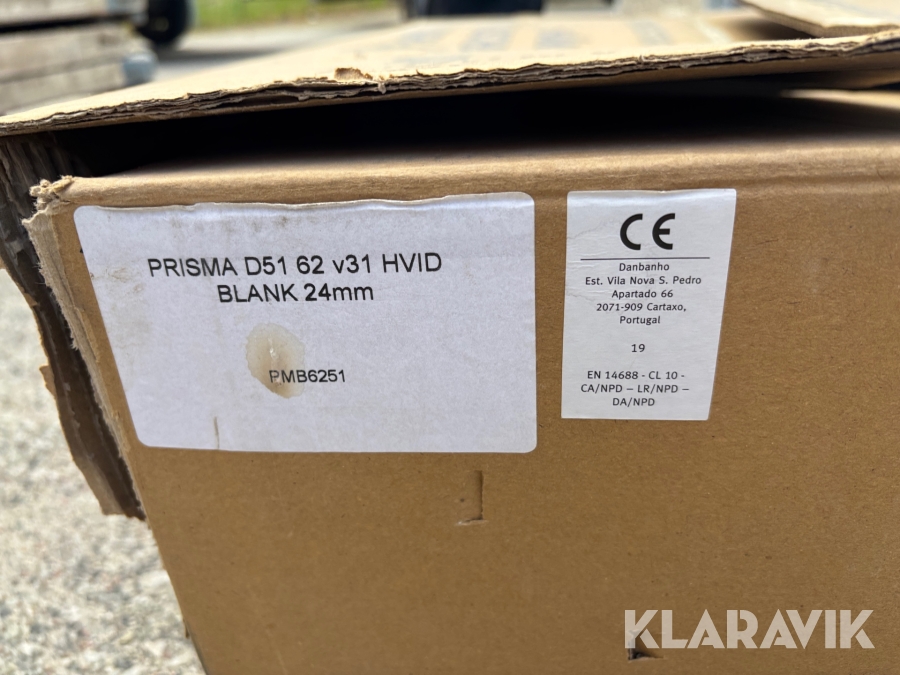 PRISMA D51 62 v31 HVID
BLANK 24mm
PMB6251
CE
Danbanho
Est. Vila Nova S. Pedro
Apartado 66
2071-909 Cartaxo,
Portugal
19
EN 14688 - CL 10 -
CA/NPD – LR/NPD –
DA/NPD
KLARAVIK